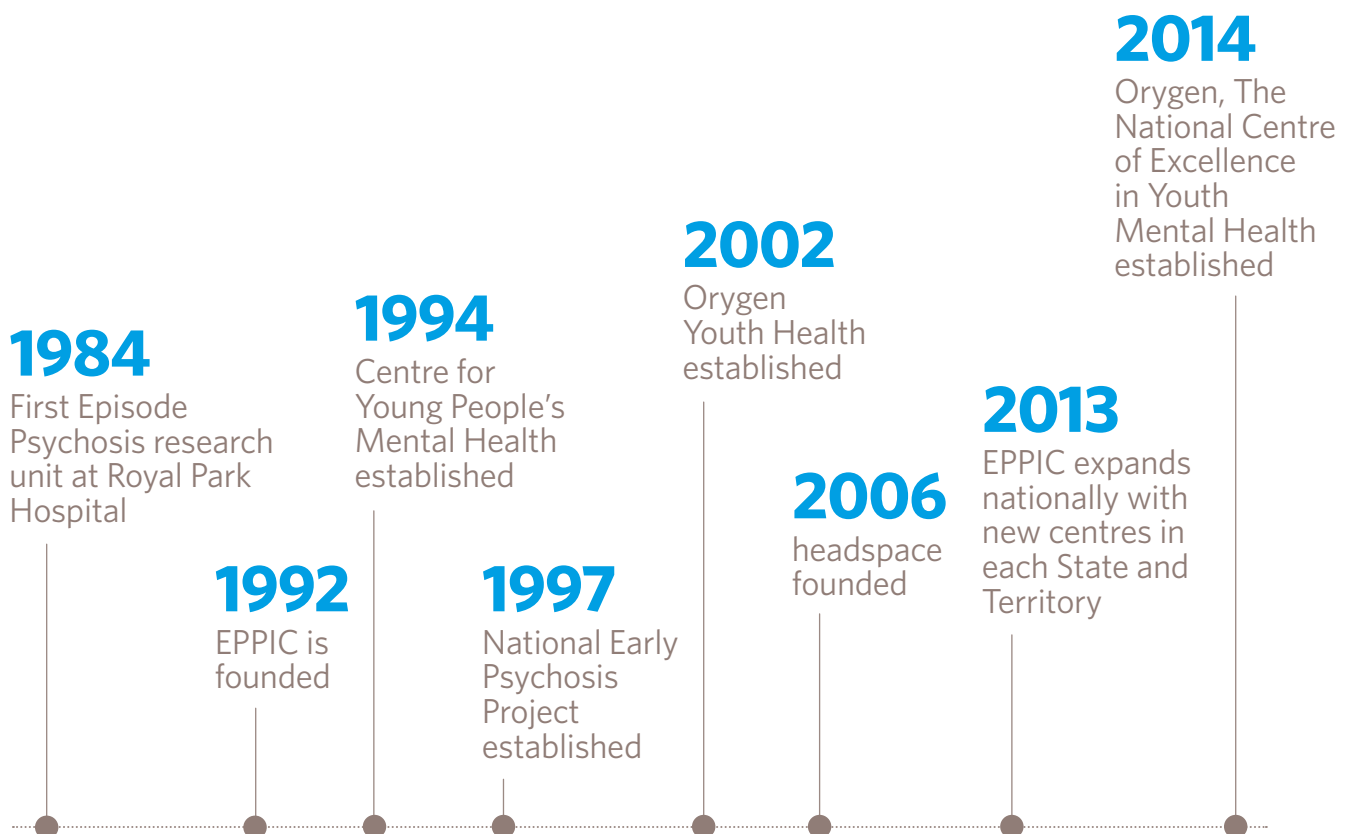 1984
First Episode
Psychosis research
unit at Royal Park
Hospital
1992
EPPIC is
founded
1994
Centre for
Young People’s
Mental Health
established
1997
National Early
Psychosis
Project
established
2002
Orygen
Youth Health
established
2006
headspace
founded
2013
EPPIC expands
nationally with
new centres in
each State and
Territory
2014
Orygen, The
National Centre
of Excellence
in Youth
Mental Health
established